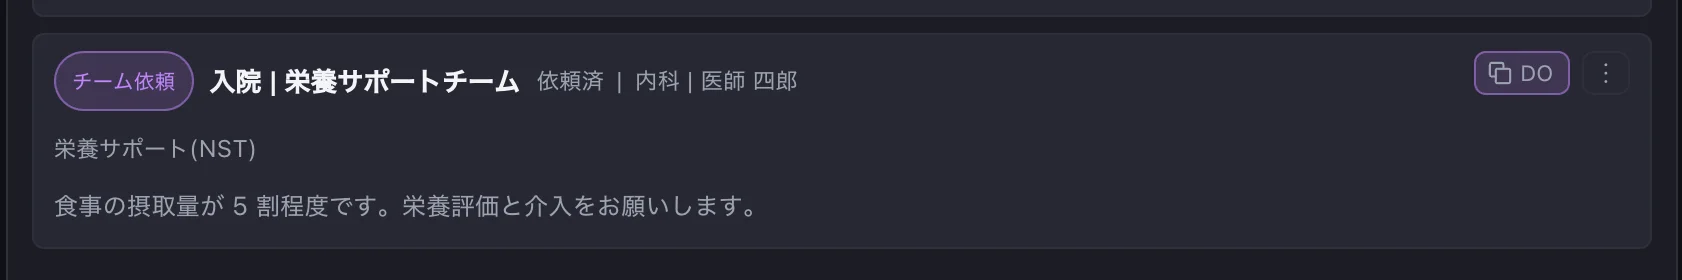 チーム依頼 入院 | 栄養サポートチーム 依頼済 | 内科 | 医師 四郎 DO
栄養サポート(NST)
食事の摂取量が 5 割程度です。栄養評価と介入をお願いします。